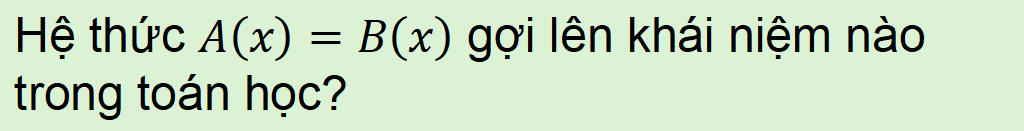 Hệ thức A(x) = B(x) gợi lên khái niệm nào
trong toán học?